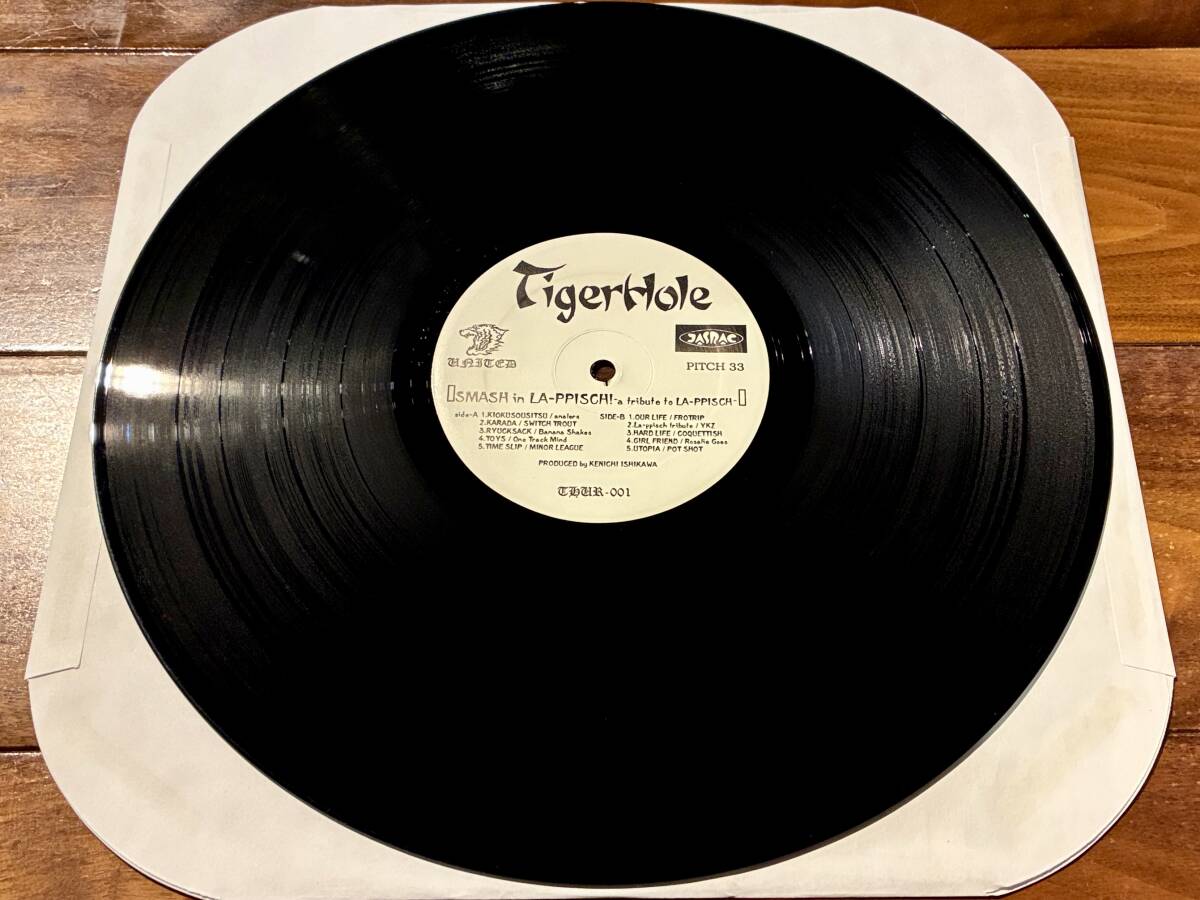 TigerHole
UNITED
JASRAC
PITCH 33
[SMASH in LA-PPISCH!-a tribute to LA-PPISCH-]
side-A 1.KIOKUSOUSITSU / analers
2.KARADA / SWITCH TROUT
3.RYUCKSACK / Banana Shakes
4.TOYS / One Track Mind
5.TIME SLIP / MINOR LEAGUE
SIDE-B 1.OUR LIFE / FROTRIP
2.La-ppisch tribute / YKZ
3.HARD LIFE / COQUETTISH
4.GIRL FRIEND / Rosalie Goes
5.UTOPIA / POT SHOT
PRODUCED by KENICHI ISHIKAWA
THUR-001